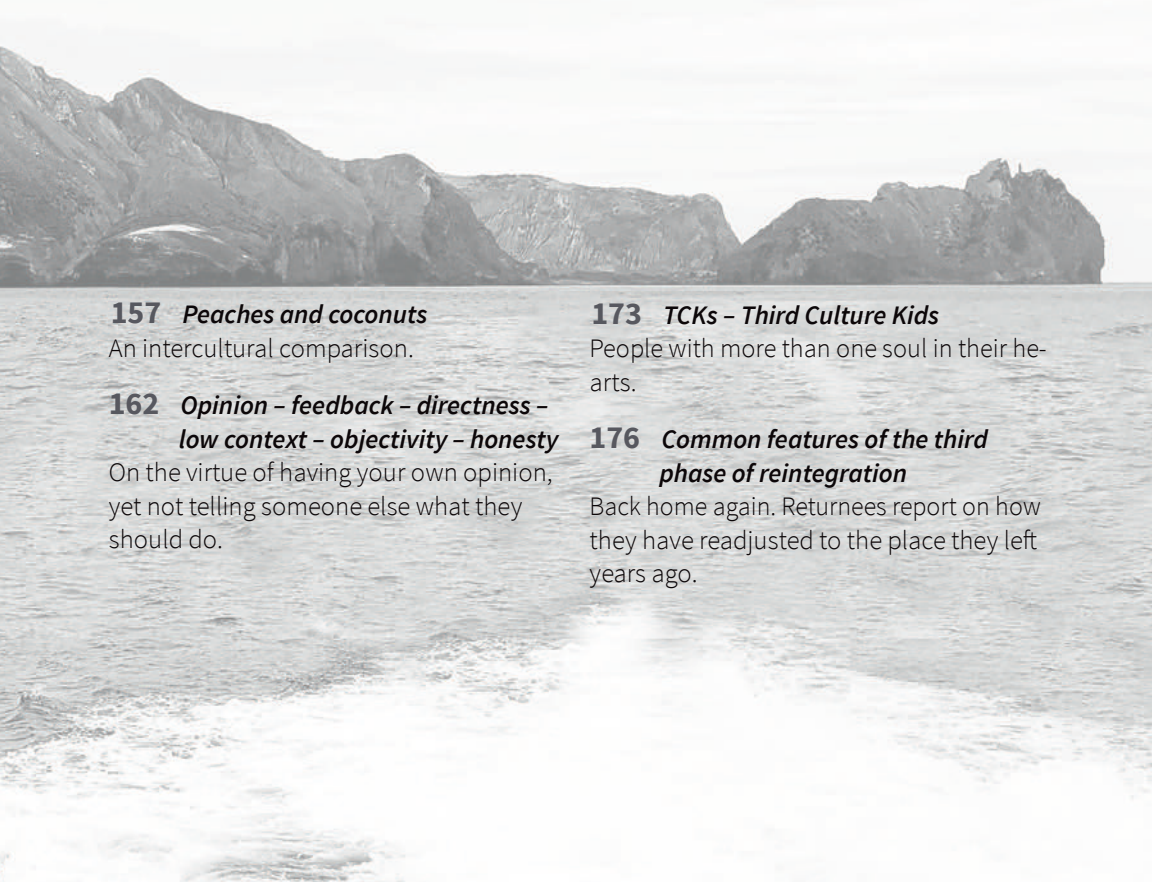 157 Peaches and coconuts
An intercultural comparison.
162 Opinion – feedback – directness –
low context – objectivity – honesty
On the virtue of having your own opinion,
yet not telling someone else what they
should do.
173 TCKs – Third Culture Kids
People with more than one soul in their he-
arts.
176 Common features of the third
phase of reintegration
Back home again. Returnees report on how
they have readjusted to the place they left
years ago.